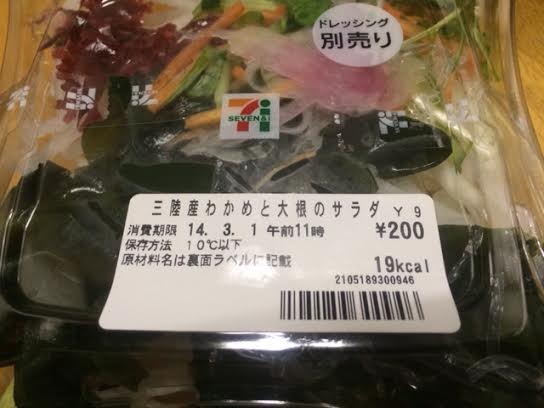 ドレッシング
別売り
7i
SEVEN&i
三陸産わかめと大根のサラダ Y9
消費期限 14. 3. 1 午前11時 ¥200
保存方法 10℃以下
原材料名は裏面ラベルに記載 19kcal
2105189300946